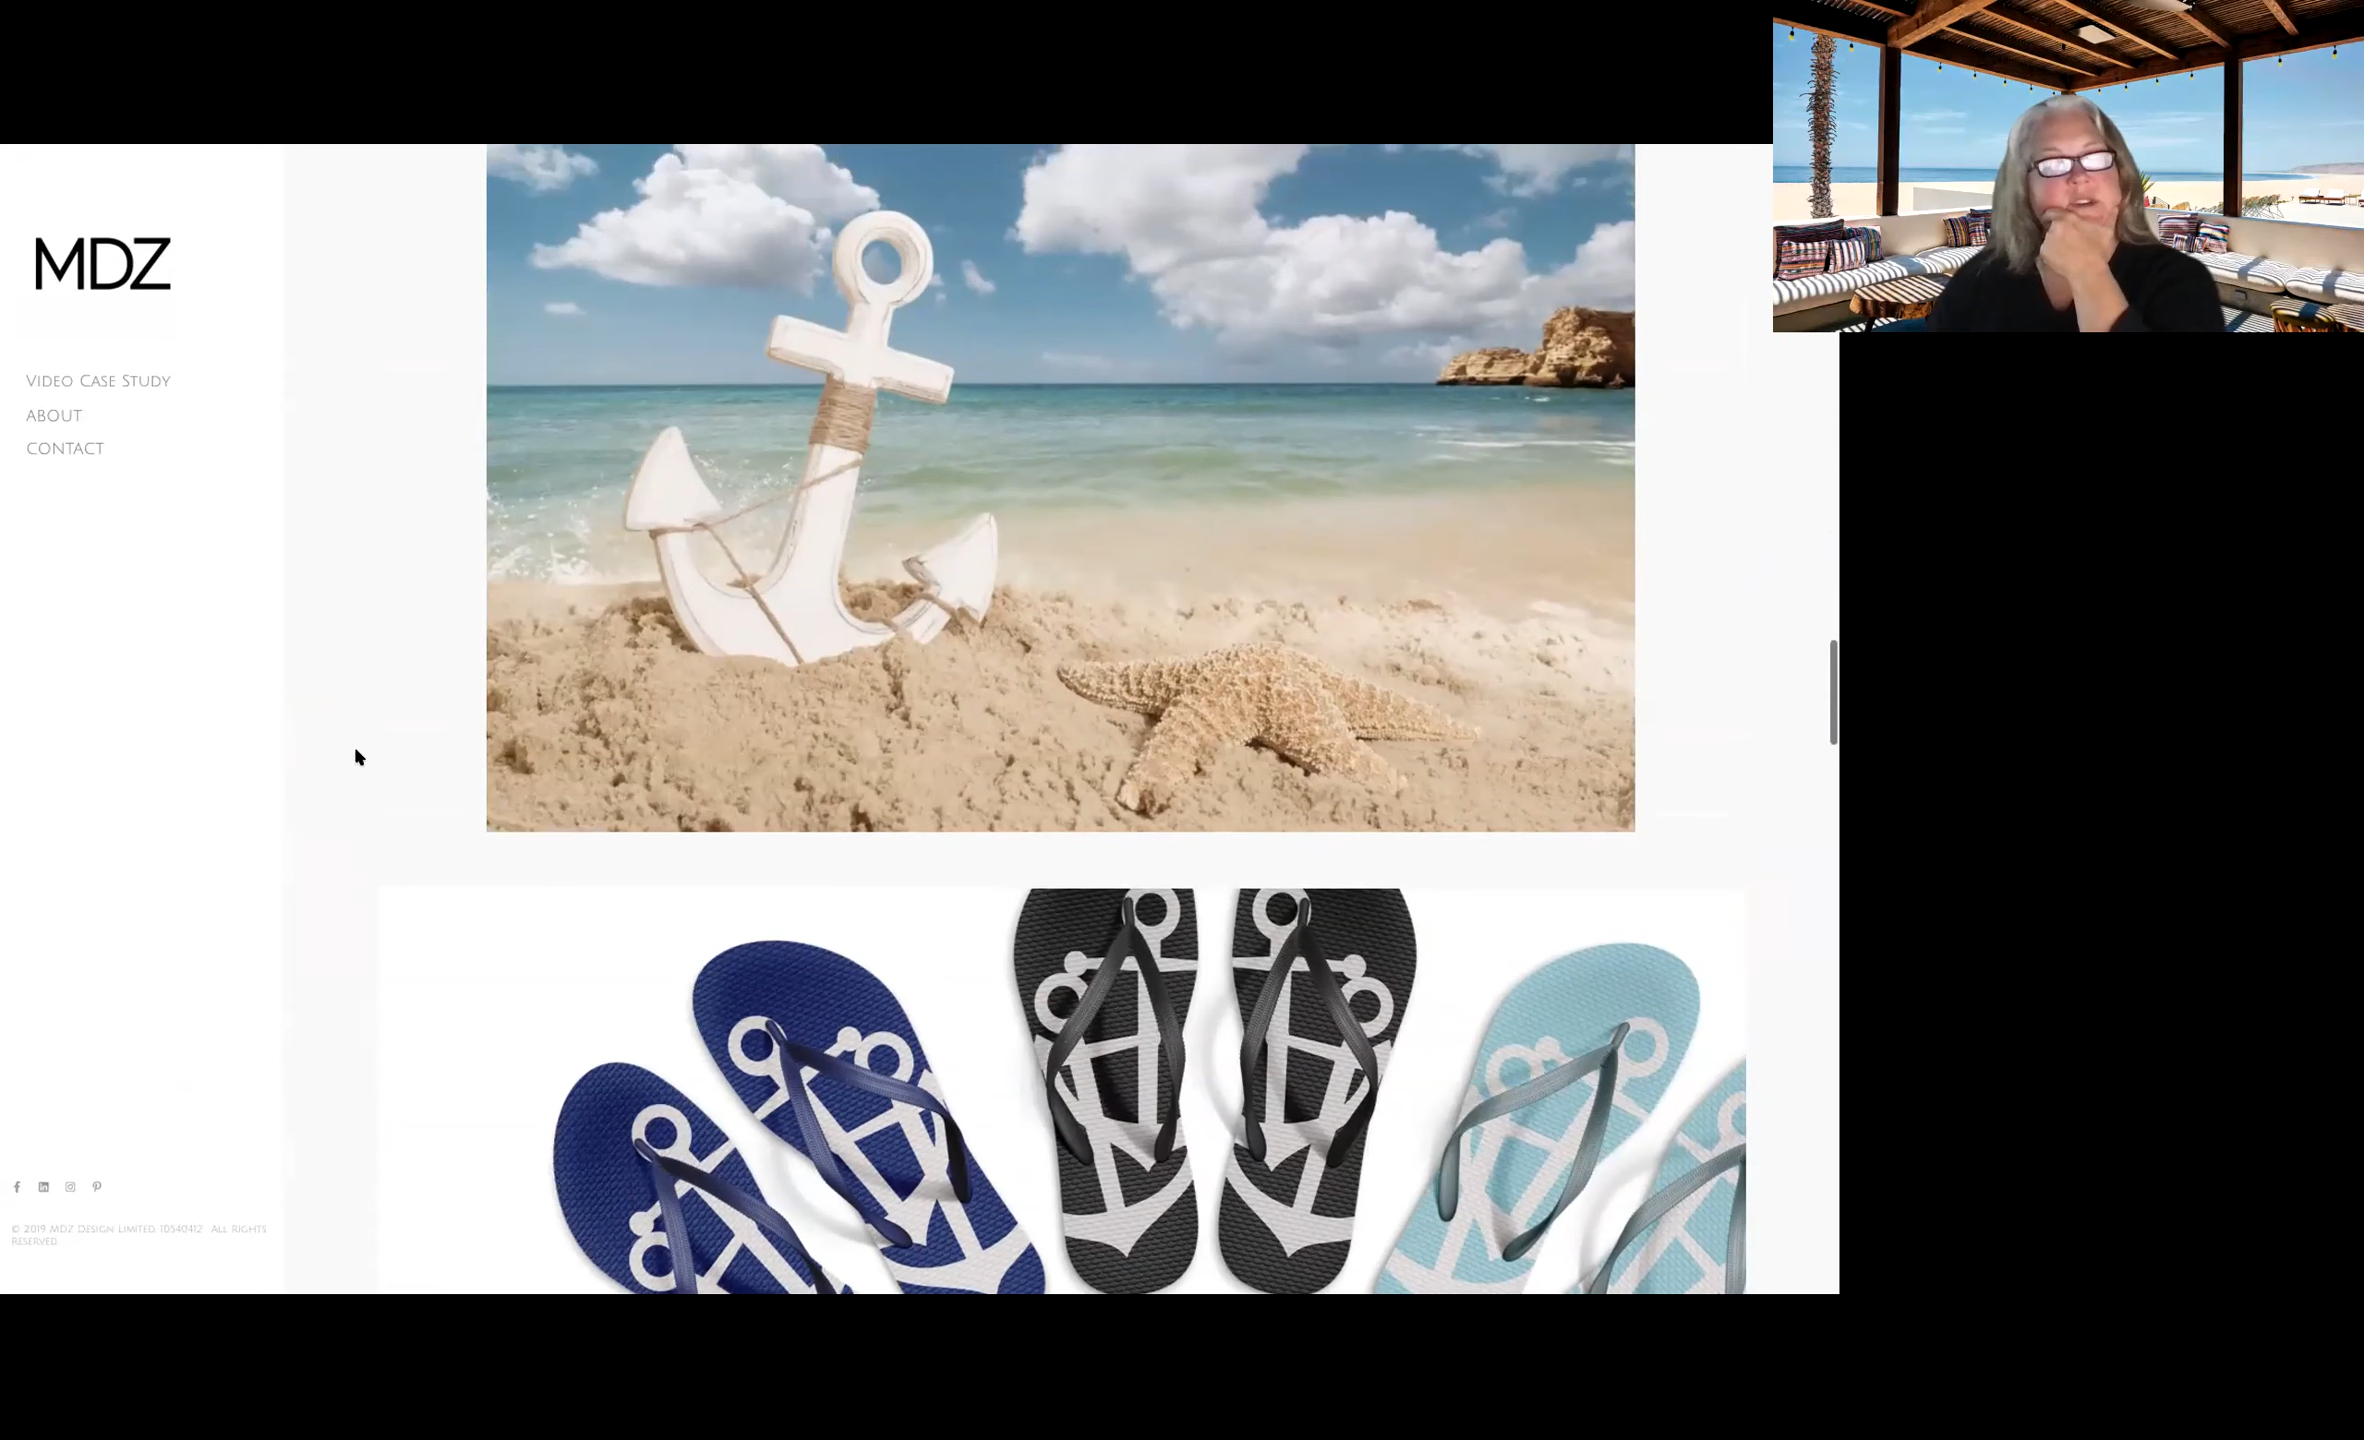 MDZ
Video Case Study
ABOUT
CONTACT
© 2019 MDZ Design Limited, 10540412 All Rights
Reserved.